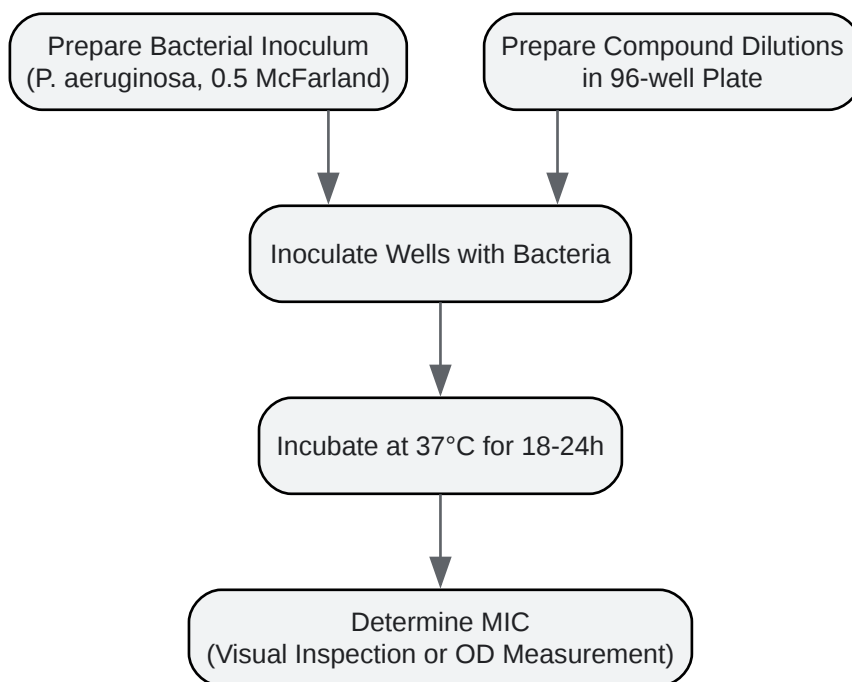 Prepare Bacterial Inoculum
(P. aeruginosa, 0.5 McFarland)
Prepare Compound Dilutions
in 96-well Plate
Inoculate Wells with Bacteria
Incubate at 37°C for 18-24h
Determine MIC
(Visual Inspection or OD Measurement)